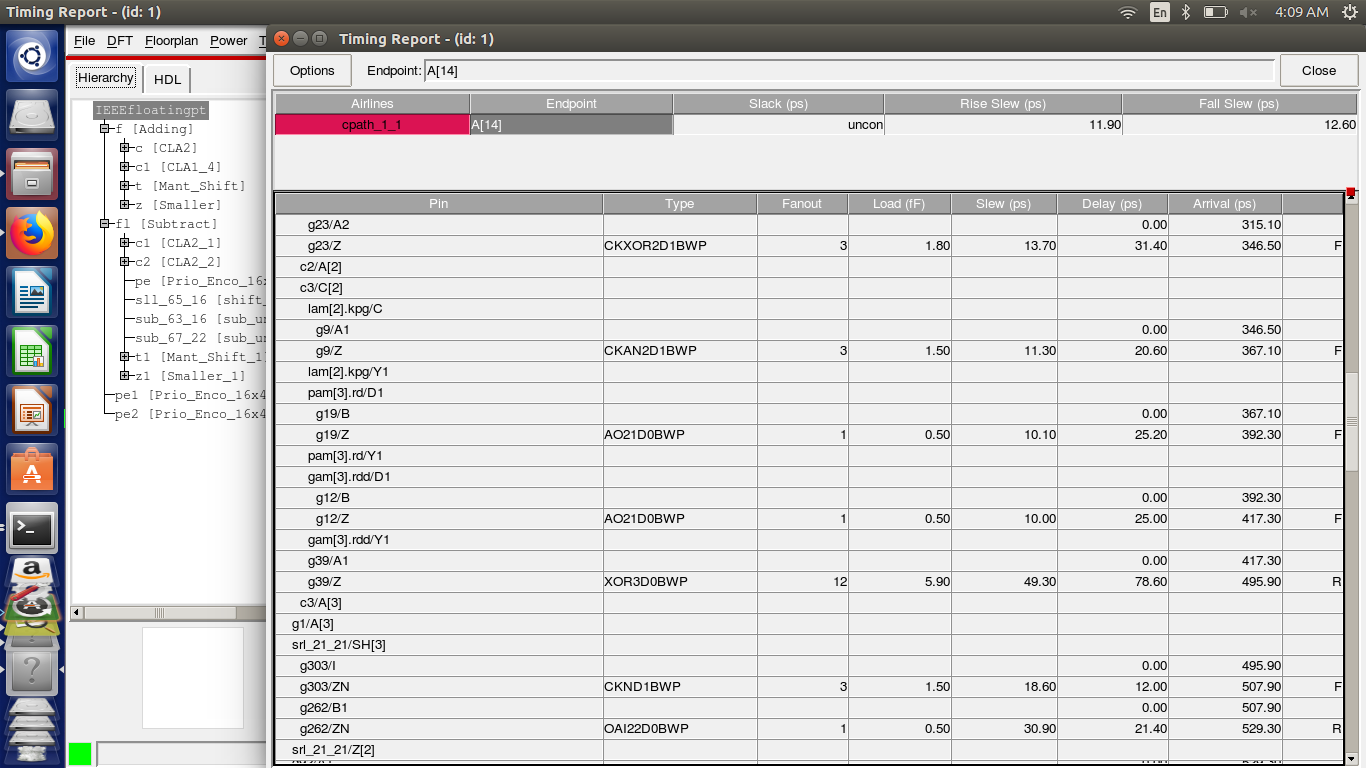 Timing Report - (id: 1)
En
4:09 AM
File DFT Floorplan Power
Hierarchy HDL
IEEEfloatingpt
f [Adding]
c [CLA2]
c1 [CLA1_4]
t [Mant_Shift]
z [Smaller]
f1 [Subtract]
c1 [CLA2_1]
c2 [CLA2_2]
pe [Prio_Enco_16x
sll_65_16 [shift_
sub_63_16 [sub_un
sub_67_22 [sub_un
t1 [Mant_Shift_1]
z1 [Smaller_1]
pe1 [Prio_Enco_16x4
pe2 [Prio_Enco_16x4
Timing Report - (id: 1)
Options Endpoint: A[14] Close
Airlines Endpoint Slack (ps) Rise Slew (ps) Fall Slew (ps)
cpath_1_1 A[14] uncon 11.90 12.60
Pin Type Fanout Load (fF) Slew (ps) Delay (ps) Arrival (ps)
g23/A2 0.00 315.10
g23/Z CKXOR2D1BWP 3 1.80 13.70 31.40 346.50 F
c2/A[2]
c3/C[2]
lam[2].kpg/C
g9/A1 0.00 346.50
g9/Z CKAN2D1BWP 3 1.50 11.30 20.60 367.10 F
lam[2].kpg/Y1
pam[3].rd/D1
g19/B 0.00 367.10
g19/Z AO21D0BWP 1 0.50 10.10 25.20 392.30 F
pam[3].rd/Y1
gam[3].rdd/D1
g12/B 0.00 392.30
g12/Z AO21D0BWP 1 0.50 10.00 25.00 417.30 F
gam[3].rdd/Y1
g39/A1 0.00 417.30
g39/Z XOR3D0BWP 12 5.90 49.30 78.60 495.90 R
c3/A[3]
g1/A[3]
srl_21_21/SH[3]
g303/I 0.00 495.90
g303/ZN CKND1BWP 3 1.50 18.60 12.00 507.90 F
g262/B1 0.00 507.90
g262/ZN OAI22D0BWP 1 0.50 30.90 21.40 529.30 R
srl_21_21/Z[2]